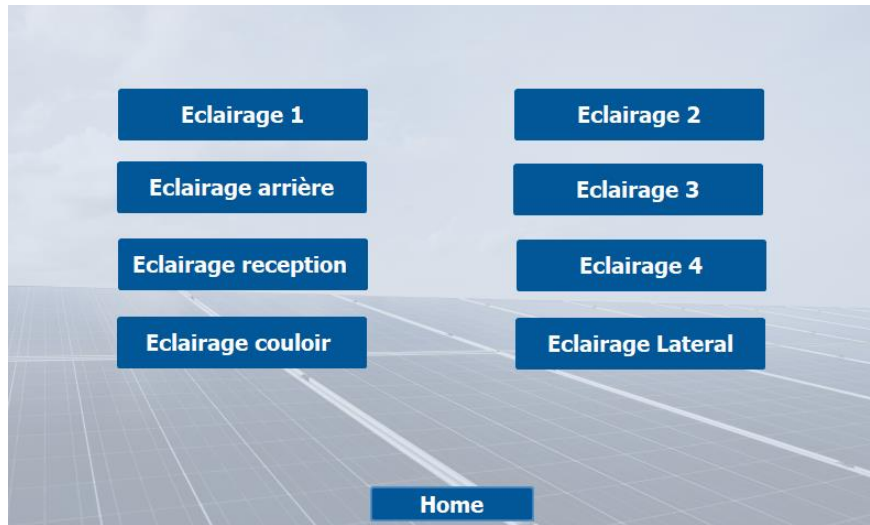 Eclairage 1
Eclairage 2
Eclairage arrière
Eclairage 3
Eclairage reception
Eclairage 4
Eclairage couloir
Eclairage Lateral
Home